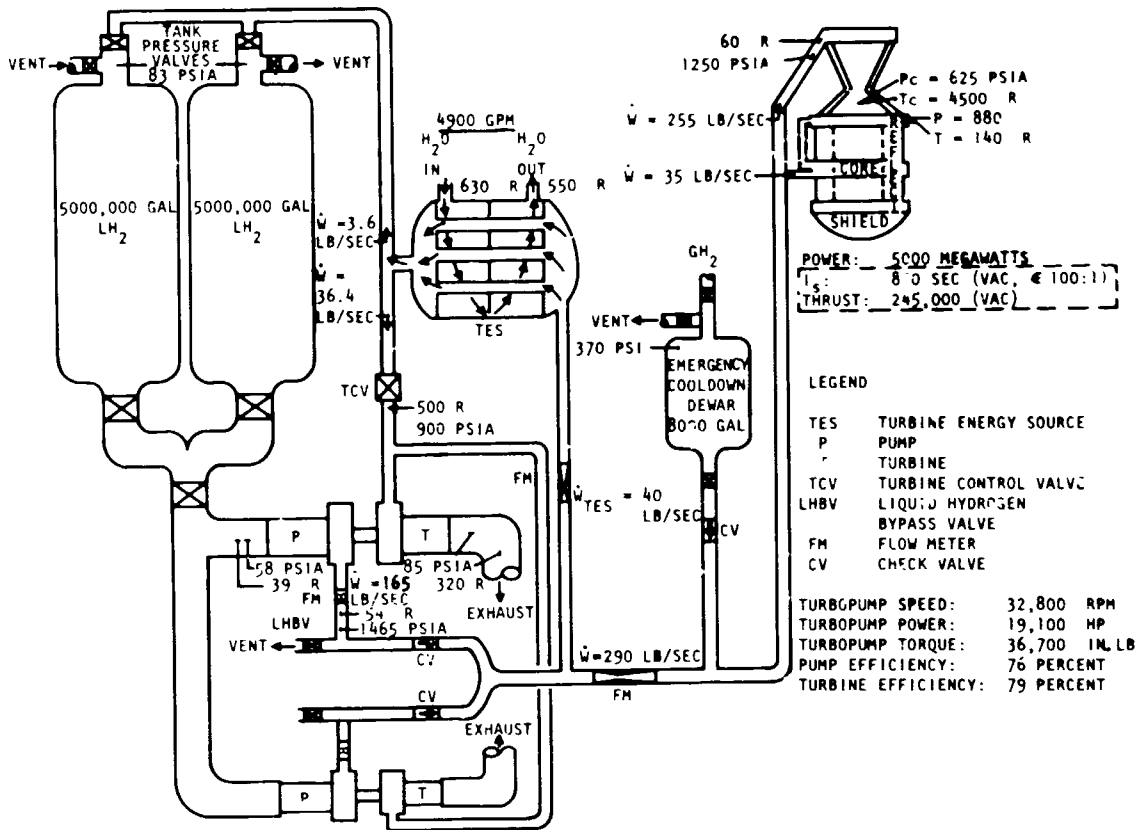 TANK
PRESSURE
VALVES
83 PSIA
VENT
VENT
5000,000 GAL
LH2
5000,000 GAL
LH2
4900 GPM
H2O
H2O
IN
OUT
630 R
550 R
Ẇ =3.6
LB/SEC
Ẇ =
36.4
LB/SEC
TES
TCV
500 R
900 PSIA
FM
ẆTES = 40
LB/SEC
60 R
1250 PSIA
Ẇ = 255 LB/SEC
Ẇ = 35 LB/SEC
Pc = 625 PSIA
Tc = 4500 R
P = 880
T = 140 R
CORE
SHIELD
POWER: 5000 MEGAWATTS
SEC (VAC, € 100:1)
THRUST: 245,000 (VAC)
GH2
VENT
370 PSI
EMERGENCY
COOLDOWN
DEWAR
GAL
CV
LEGEND
TES TURBINE ENERGY SOURCE
P PUMP
TURBINE
TCV TURBINE CONTROL VALVE
LHBV LIQUID HYDROGEN
BYPASS VALVE
FM FLOW METER
CV CHECK VALVE
TURBOPUMP SPEED: 32,800 RPM
TURBOPUMP POWER: 19,100 HP
TURBOPUMP TORQUE: 36,700 IN. LB
PUMP EFFICIENCY: 76 PERCENT
TURBINE EFFICIENCY: 79 PERCENT
P
T
58 PSIA
39 R
85 PSIA
320 R
EXHAUST
Ẇ =165
LB/SEC
FM
54 R
1465 PSIA
LHBV
VENT
CV
CV
Ẇ=290 LB/SEC
FM
EXHAUST
P
T